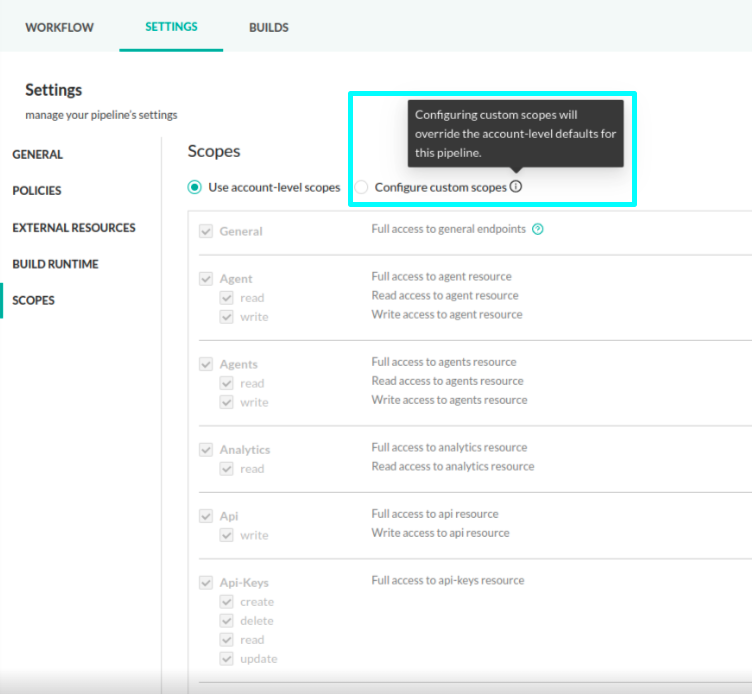 WORKFLOW SETTINGS BUILDS
Settings
manage your pipeline's settings
GENERAL
POLICIES
EXTERNAL RESOURCES
BUILD RUNTIME
SCOPES
Configuring custom scopes will
override the account-level defaults for
this pipeline.
Scopes
Use account-level scopes Configure custom scopes
General Full access to general endpoints
Agent Full access to agent resource
read Read access to agent resource
write Write access to agent resource
Agents Full access to agents resource
read Read access to agents resource
write Write access to agents resource
Analytics Full access to analytics resource
read Read access to analytics resource
Api Full access to api resource
write Write access to api resource
Api-Keys Full access to api-keys resource
create
delete
read
update